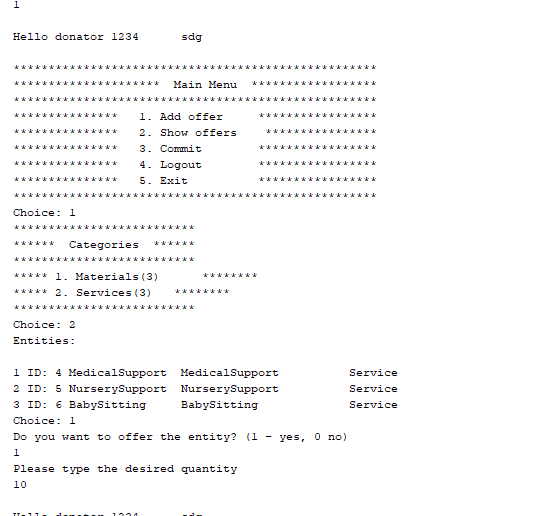 1
Hello donator 1234      sdg
****************************************************
*********************  Main Menu  ******************
****************************************************
***************   1. Add offer     *****************
***************   2. Show offers    ****************
***************   3. Commit        *****************
***************   4. Logout        *****************
***************   5. Exit          *****************
****************************************************
Choice: 1
**************************
******  Categories  ******
**************************
***** 1. Materials(3)      ********
***** 2. Services(3)   ********
**************************
Choice: 2
Entities:
1 ID: 4 MedicalSupport  MedicalSupport          Service
2 ID: 5 NurserySupport  NurserySupport          Service
3 ID: 6 BabySitting     BabySitting             Service
Choice: 1
Do you want to offer the entity? (1 - yes, 0 no)
1
Please type the desired quantity
10
Hello donator 1234      sdg